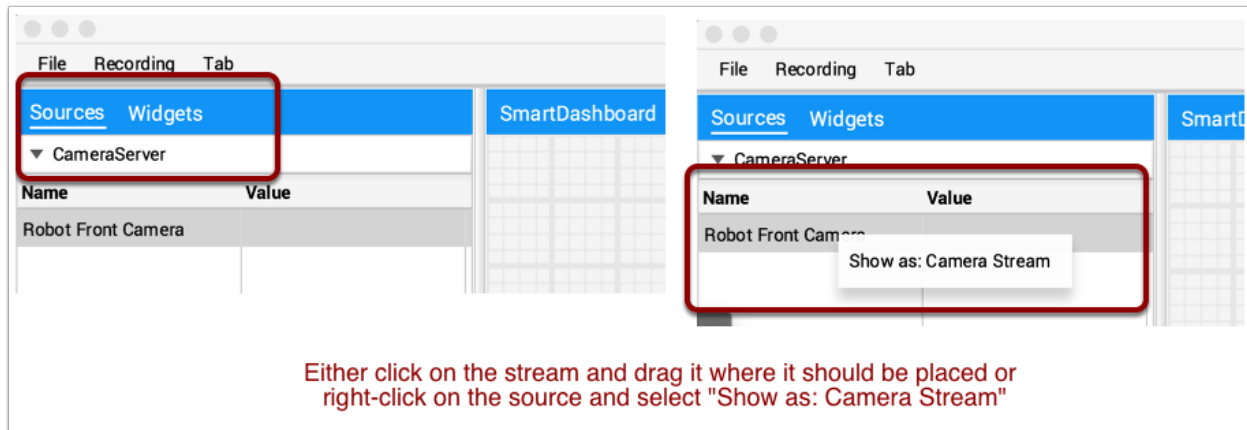 File Recording Tab
Sources Widgets
SmartDashboard
CameraServer
Name Value
Robot Front Camera
File Recording Tab
Sources Widgets
SmartD
CameraServer
Name Value
Robot Front Camera
Show as: Camera Stream
Either click on the stream and drag it where it should be placed or
right-click on the source and select "Show as: Camera Stream"